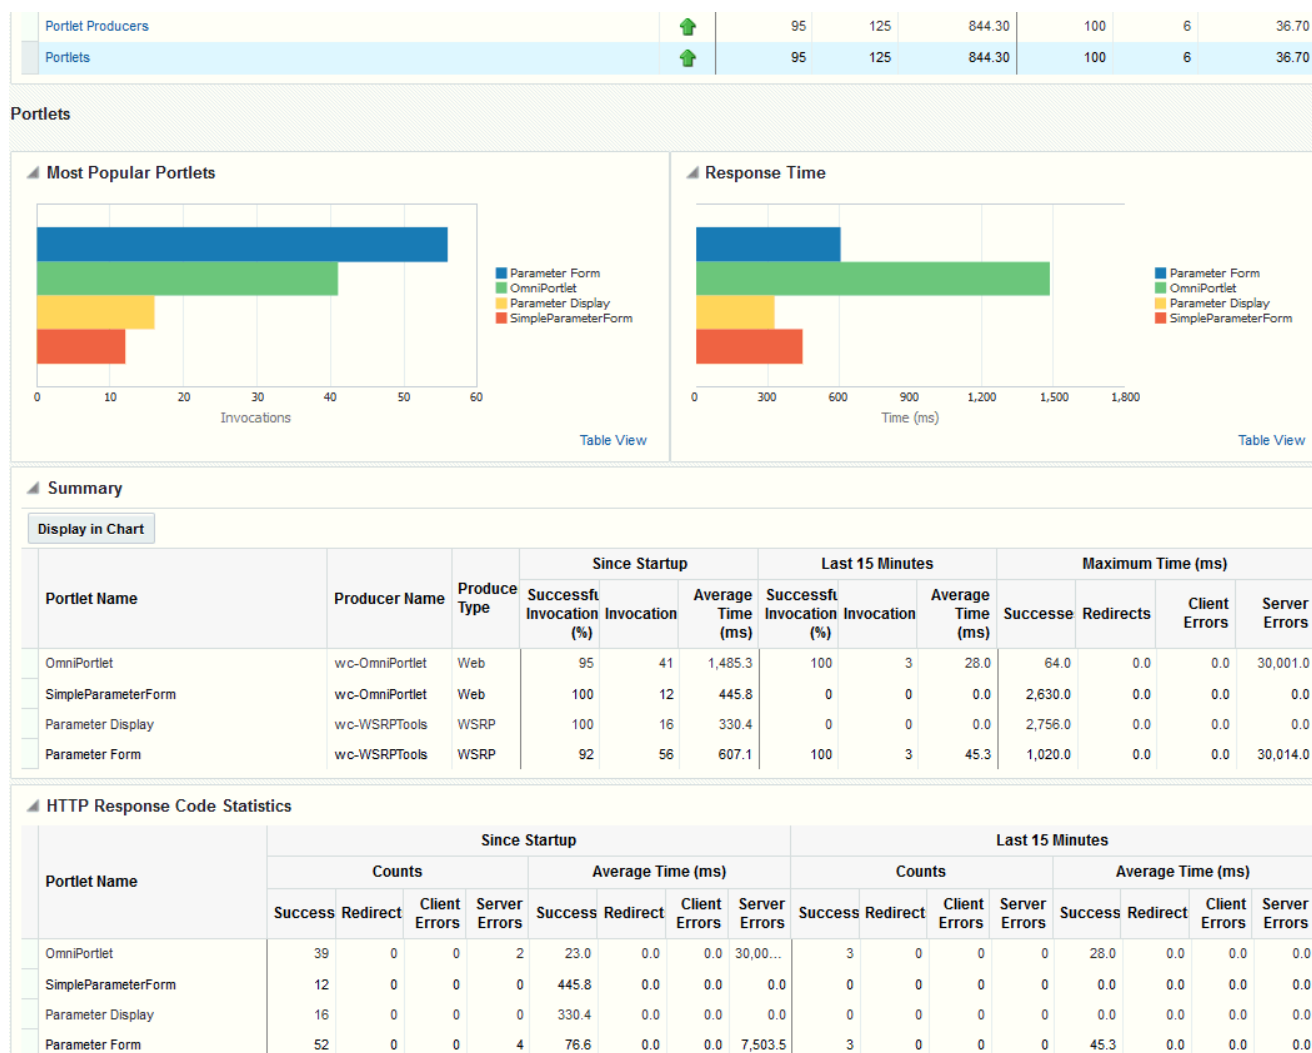 Portlet Producers 95 125 844.30 100 6 36.70
Portlets 95 125 844.30 100 6 36.70
Portlets
Most Popular Portlets
Parameter Form
OmniPortlet
Parameter Display
SimpleParameterForm
0 10 20 30 40 50 60
Invocations
Table View
Response Time
Parameter Form
OmniPortlet
Parameter Display
SimpleParameterForm
0 300 600 900 1,200 1,500 1,800
Time (ms)
Table View
Summary
Display in Chart
Since Startup Last 15 Minutes Maximum Time (ms)
Portlet Name Producer Name Produce Type Successfu Invocation (%) Invocation Average Time (ms) Successfu Invocation (%) Invocation Average Time (ms) Successe Redirects Client Errors Server Errors
OmniPortlet wc-OmniPortlet Web 95 41 1,485.3 100 3 28.0 64.0 0.0 0.0 30,001.0
SimpleParameterForm wc-OmniPortlet Web 100 12 445.8 0 0 0.0 2,630.0 0.0 0.0 0.0
Parameter Display wc-WSRPTools WSRP 100 16 330.4 0 0 0.0 2,756.0 0.0 0.0 0.0
Parameter Form wc-WSRPTools WSRP 92 56 607.1 100 3 45.3 1,020.0 0.0 0.0 30,014.0
HTTP Response Code Statistics
Since Startup Last 15 Minutes
Counts Average Time (ms) Counts Average Time (ms)
Portlet Name Success Redirect Client Errors Server Errors Success Redirect Client Errors Server Errors Success Redirect Client Errors Server Errors Success Redirect Client Errors Server Errors
OmniPortlet 39 0 0 2 23.0 0.0 0.0 30,00... 3 0 0 0 28.0 0.0 0.0 0.0
SimpleParameterForm 12 0 0 0 445.8 0.0 0.0 0.0 0 0 0 0 0.0 0.0 0.0 0.0
Parameter Display 16 0 0 0 330.4 0.0 0.0 0.0 0 0 0 0 0.0 0.0 0.0 0.0
Parameter Form 52 0 0 4 76.6 0.0 0.0 7,503.5 3 0 0 0 45.3 0.0 0.0 0.0